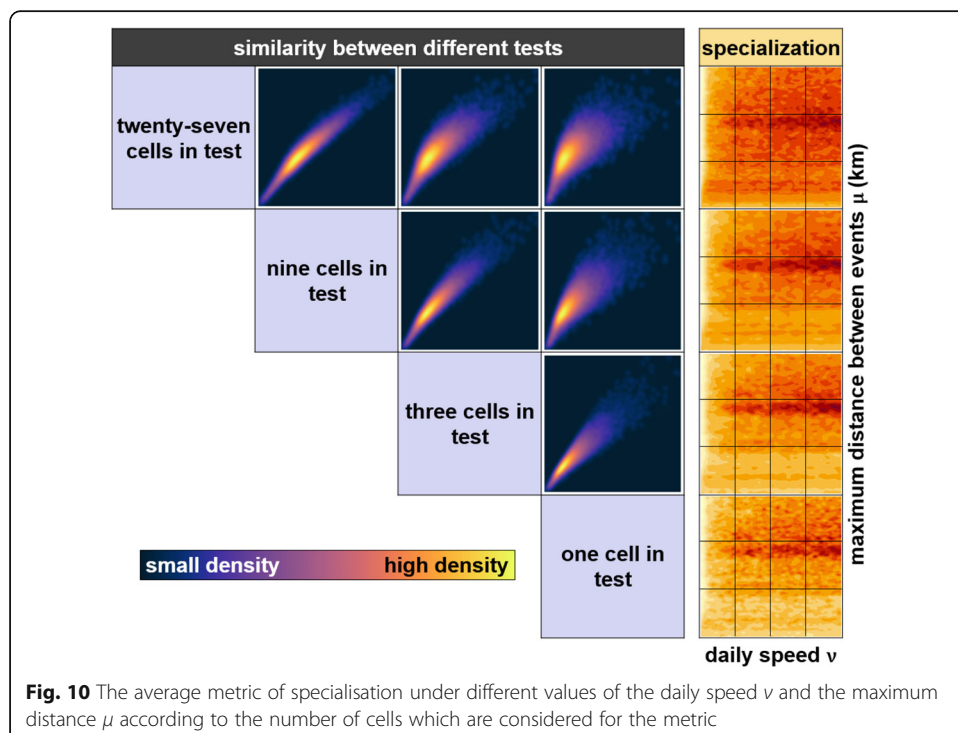 similarity between different tests
specialization
twenty-seven
cells in test
nine cells in
test
three cells in
test
one cell in
test
small density
high density
maximum distance between events μ (km)
daily speed ν
Fig. 10 The average metric of specialisation under different values of the daily speed v and the maximum
distance μ according to the number of cells which are considered for the metric